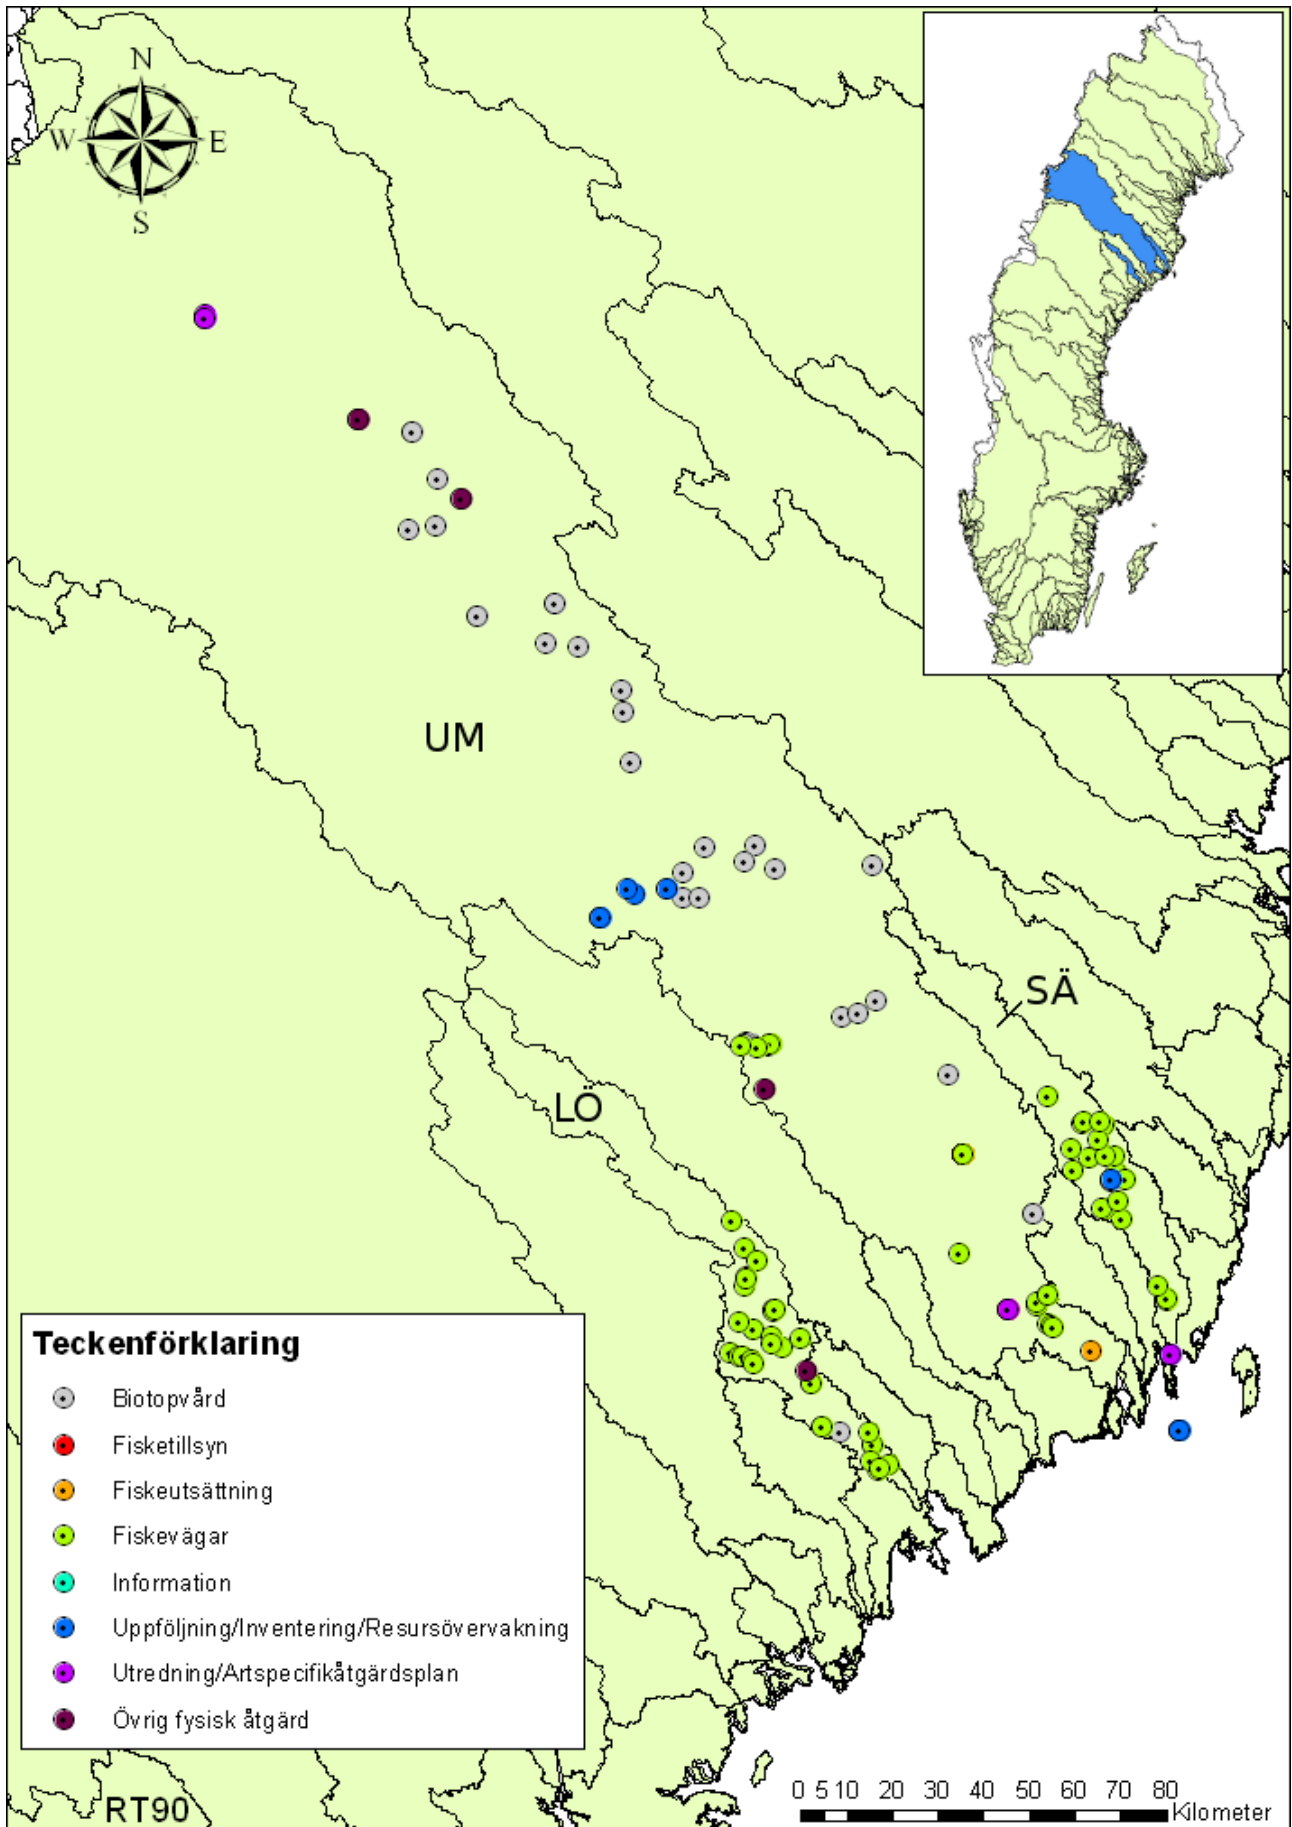 N
W E
S
UM
SÄ
LÖ
Teckenförklaring
Biotopvård
Fisketillsyn
Fiskeutsättning
Fiskevägar
Information
Uppföljning/Inventering/Resursövervakning
Utredning/Artspecifikåtgärdsplan
Övrig fysisk åtgärd
RT90
0 5 10 20 30 40 50 60 70 80
Kilometer